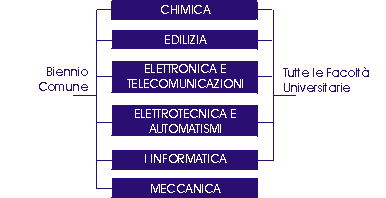 CHIMICA
EDILIZIA
Biennio
Comune
ELETTRONICA E
TELECOMUNICAZIONI
Tutte le Facoltà
Universitarie
ELETTROTECNICA E
AUTOMATISMI
I INFORMATICA
MECCANICA